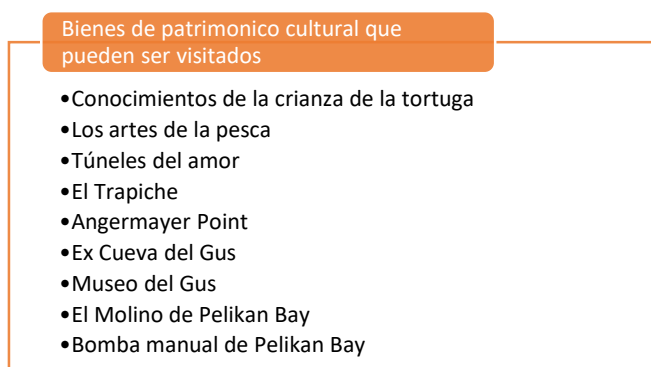 Bienes de patrimonico cultural que
pueden ser visitados
•Conocimientos de la crianza de la tortuga
•Los artes de la pesca
•Túneles del amor
•El Trapiche
•Angermayer Point
•Ex Cueva del Gus
•Museo del Gus
•El Molino de Pelikan Bay
•Bomba manual de Pelikan Bay